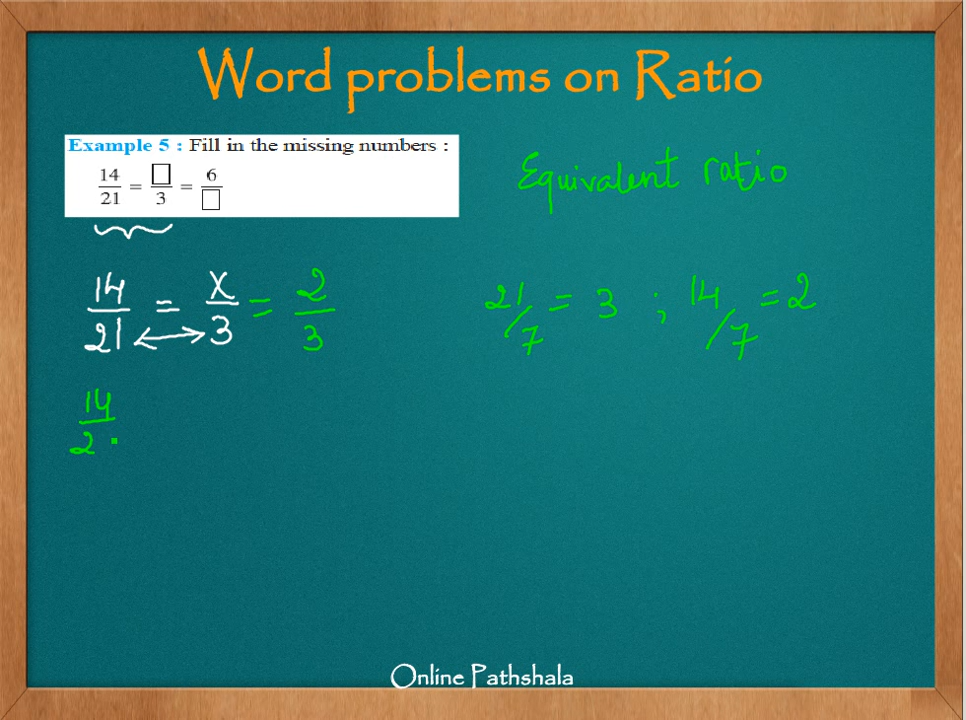 Word problems on Ratio
Example 5 : Fill in the missing numbers :
14/21 = □/3 = 6/□
Equivalent ratio
14/21 = x/3 = 2/3
21/7 = 3 ; 14/7 = 2
14/2
Online Pathshala